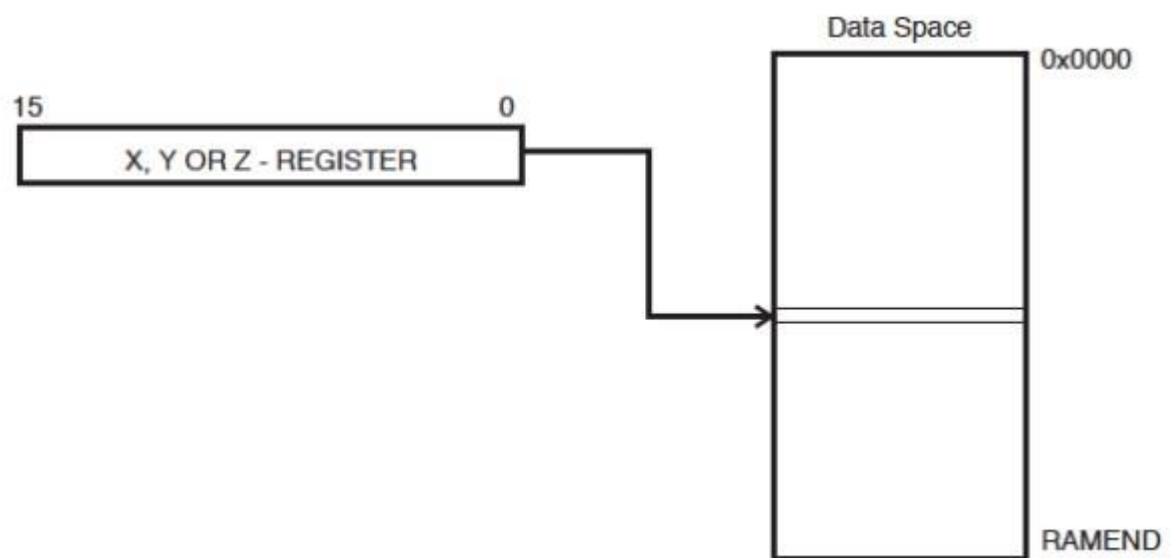 Data Space
0x0000
15 0
X, Y OR Z - REGISTER
RAMEND